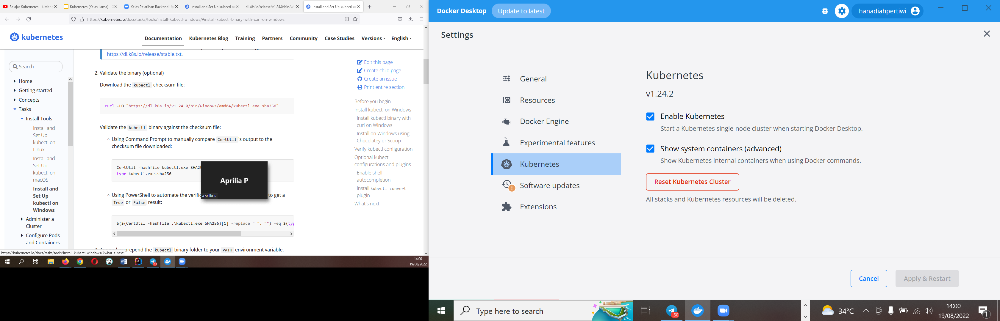 Belajar Kubernetes - 4 Meng
Kubernetes (Kelas Lama) - G
Kelas Pelatihan Backend Up
Install and Set Up kubectl o
dl.k8s.io/release/v1.24.0/bin/wi
Install and Set Up kubectl o
https://kubernetes.io/docs/tasks/tools/install-kubectl-windows/#install-kubectl-binary-with-curl-on-windows
kubernetes
Documentation
Kubernetes Blog
Training
Partners
Community
Case Studies
Versions
English
Search
Home
Getting started
Concepts
Tasks
Install Tools
Install and
Set Up
kubectl on
Linux
Install and
Set Up
kubectl on
macOS
Install and
Set Up
kubectl on
Windows
Administer a
Cluster
Configure Pods
and Containers
https://dl.k8s.io/release/stable.txt.
2. Validate the binary (optional)
Download the kubectl checksum file:
curl -LO "https://dl.k8s.io/v1.24.0/bin/windows/amd64/kubectl.exe.sha256"
Validate the kubectl binary against the checksum file:
Using Command Prompt to manually compare CertUtil 's output to the
checksum file downloaded:
CertUtil -hashfile kubectl.exe SHA25
type kubectl.exe.sha256
Aprilia P
Aprilia P
Using PowerShell to automate the verific to get a
True or False result:
$($(CertUtil -hashfile .\kubectl.exe SHA256)[1] -replace " ", "") -eq $(typ
3. Append or prepend the kubectl binary folder to your PATH environment variable.
https://kubernetes.io/docs/tasks/tools/install-kubectl-windows/#what-s-next
Edit this page
Create child page
Create an issue
Print entire section
Before you begin
Install kubectl on Windows
Install kubectl binary with
curl on Windows
Install on Windows using
Chocolatey or Scoop
Verify kubectl configuration
Optional kubectl
configurations and plugins
Enable shell
autocompletion
Install kubectl convert
plugin
What's next
14:00
19/08/2022
Docker Desktop
Update to latest
hanadiahpertiwi
Settings
General
Resources
Docker Engine
Experimental features
Kubernetes
Software updates
Extensions
Kubernetes
v1.24.2
Enable Kubernetes
Start a Kubernetes single-node cluster when starting Docker Desktop.
Show system containers (advanced)
Show Kubernetes internal containers when using Docker commands.
Reset Kubernetes Cluster
All stacks and Kubernetes resources will be deleted.
Cancel
Apply & Restart
Type here to search
..50
34°C
14:00
19/08/2022
1